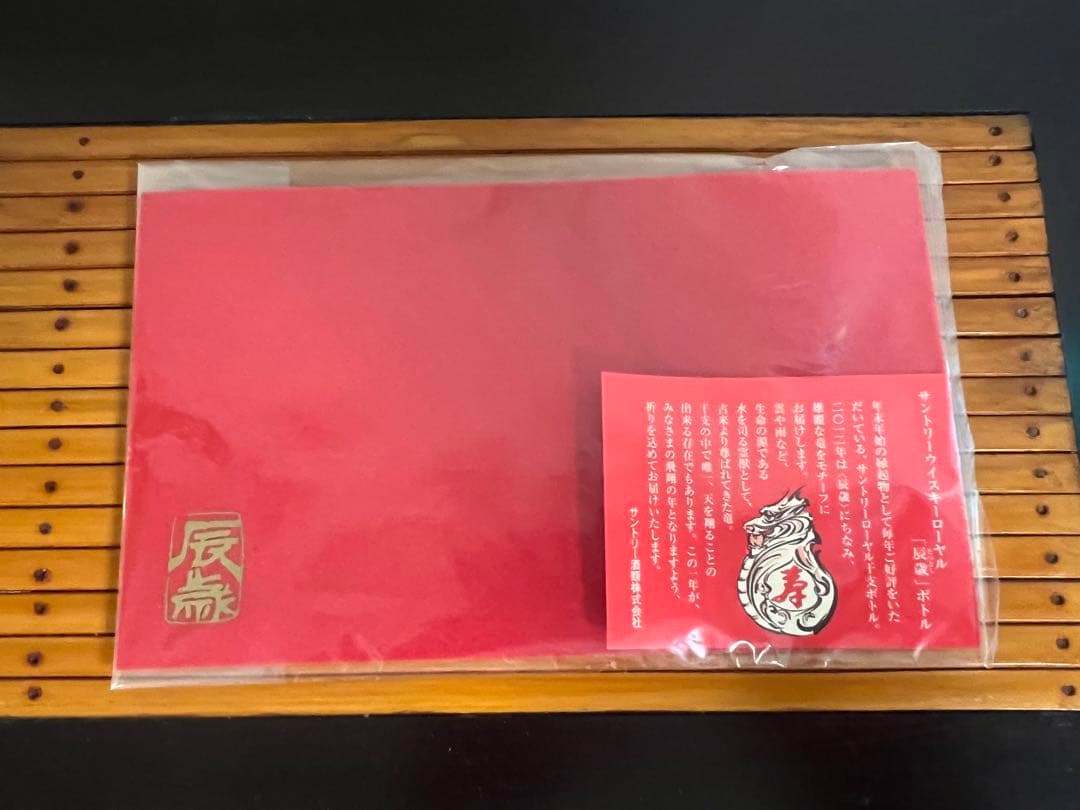 サントリーウイスキーローヤル
「辰歳」ボトル
年末年始の縁起物として毎年ご好評をいた
だいている、サントリーローヤル干支ボトル。
二〇一二年は〈辰歳〉にちなみ、
雄麗な竜をモチーフに
お届けします。
雲や雨など、
生命の源である
水を司る霊獣として、
古来より尊ばれてきた竜。
十支の中で唯一、天を翔ることの
出来る存在でもあります。この一年が、
みなさまの飛翔の年となりますよう、
祈りを込めてお届けいたします。
サントリー酒類株式会社
寿
辰歳